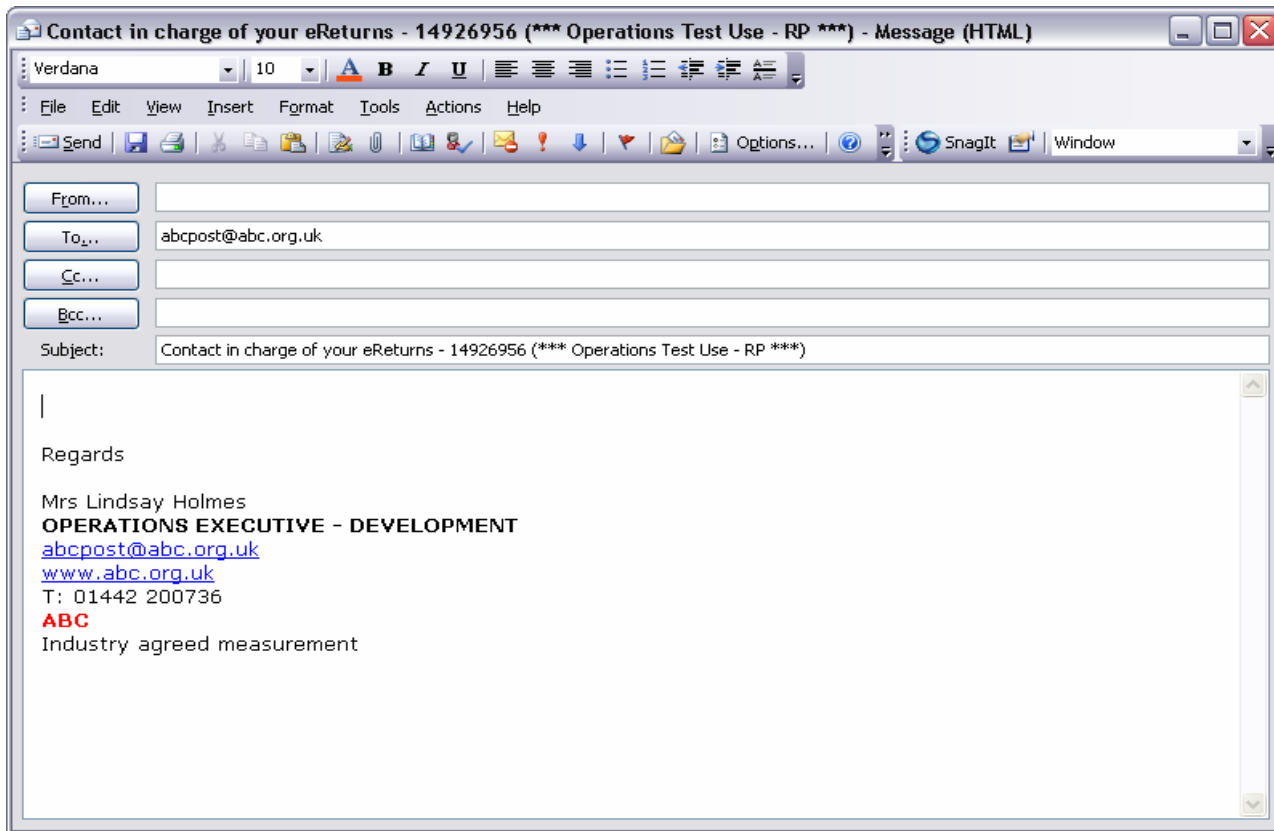 Contact in charge of your eReturns - 14926956 (*** Operations Test Use - RP ***) - Message (HTML)
Verdana 10 A B I U
File Edit View Insert Format Tools Actions Help
Send Options... SnagIt Window
From...
To... abcpost@abc.org.uk
Cc...
Bcc...
Subject: Contact in charge of your eReturns - 14926956 (*** Operations Test Use - RP ***)
Regards
Mrs Lindsay Holmes
OPERATIONS EXECUTIVE - DEVELOPMENT
abcpost@abc.org.uk
www.abc.org.uk
T: 01442 200736
ABC
Industry agreed measurement